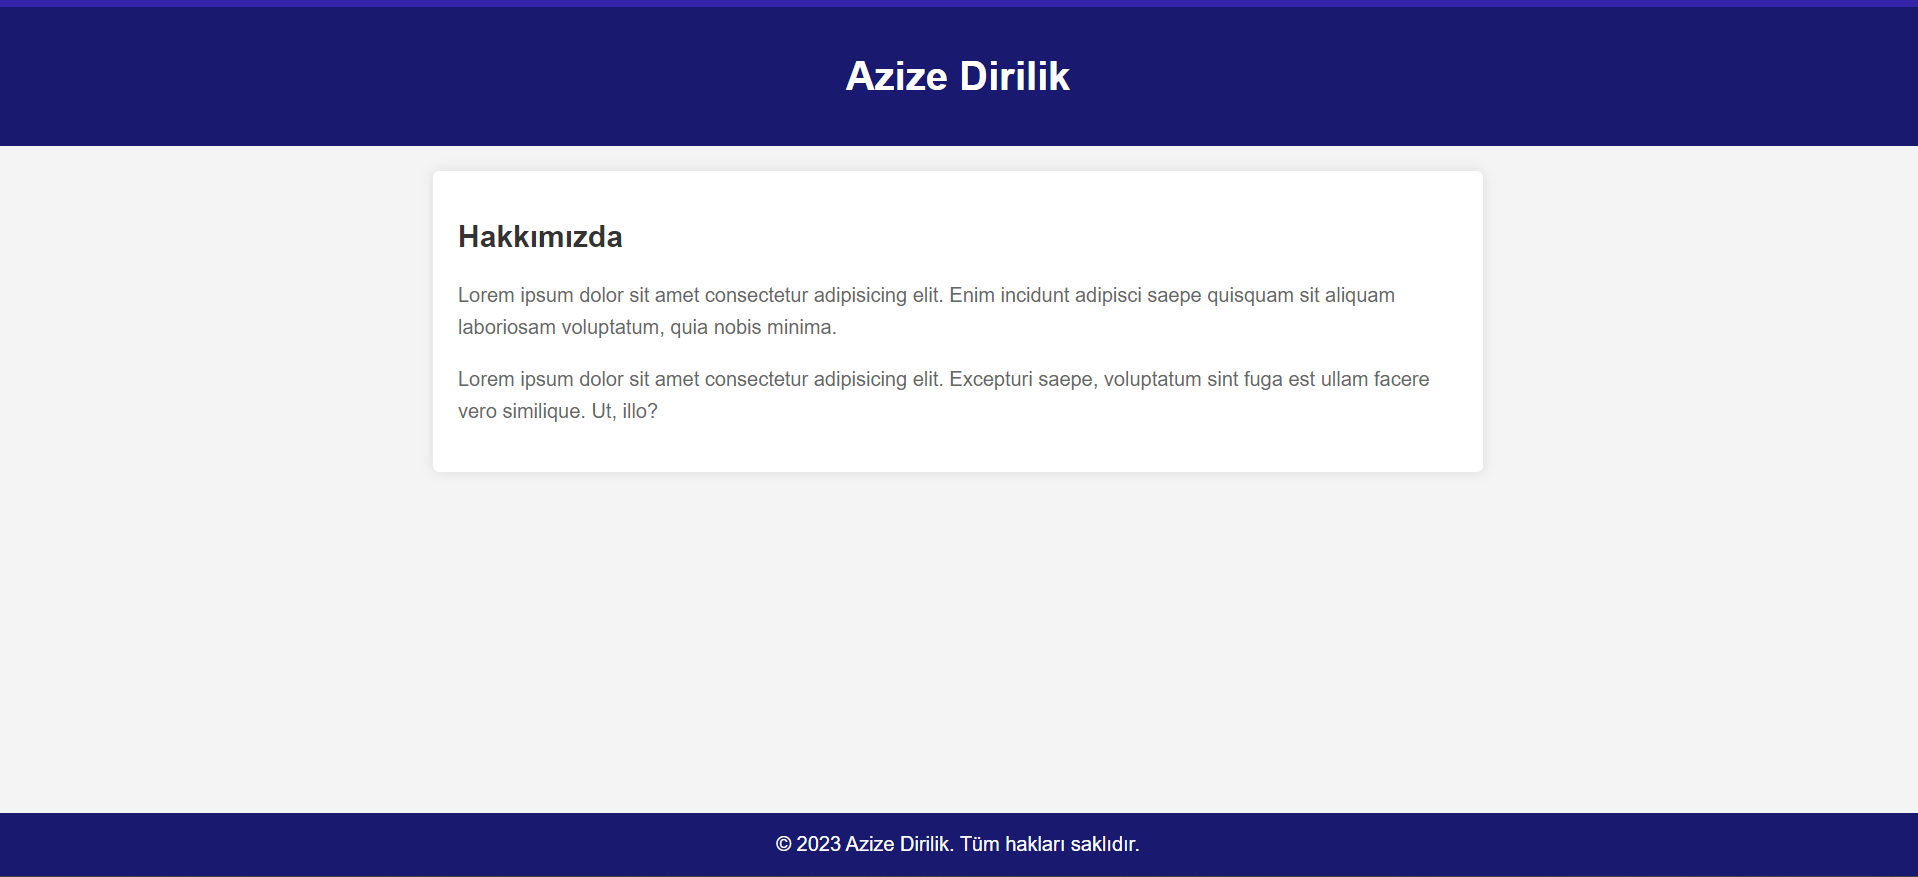 Azize Dirilik
Hakkımızda
Lorem ipsum dolor sit amet consectetur adipisicing elit. Enim incidunt adipisci saepe quisquam sit aliquam
laboriosam voluptatum, quia nobis minima.
Lorem ipsum dolor sit amet consectetur adipisicing elit. Excepturi saepe, voluptatum sint fuga est ullam facere
vero similique. Ut, illo?
© 2023 Azize Dirilik. Tüm hakları saklıdır.